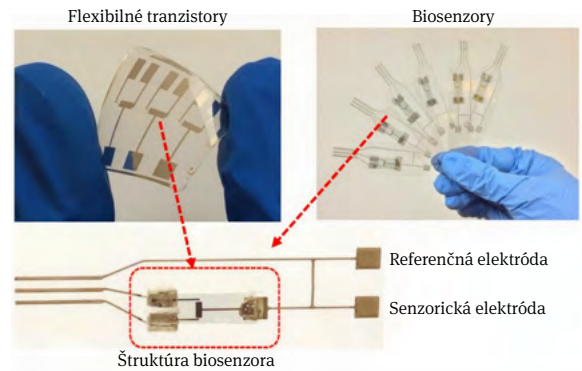 Flexibilné tranzistory
Biosenzory
Referenčná elektróda
Senzorická elektróda
Štruktúra biosenzora